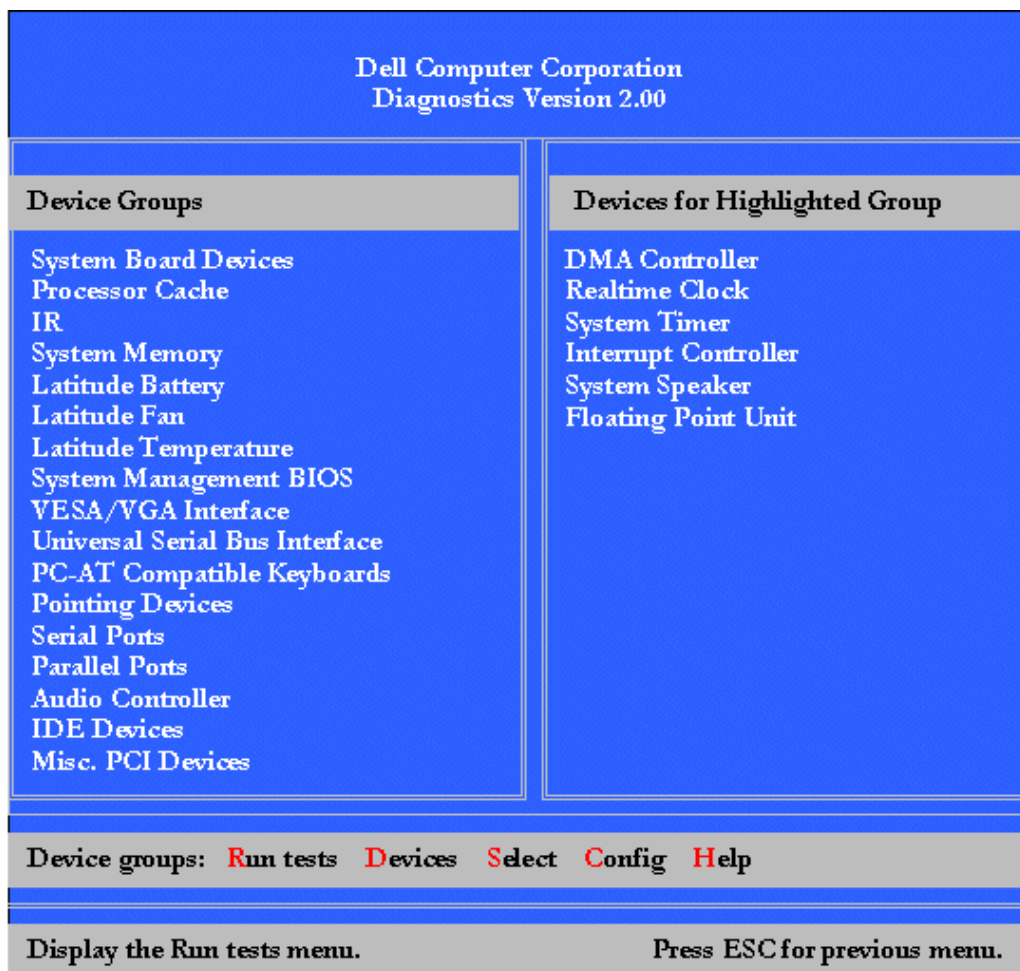 Dell Computer Corporation
Diagnostics Version 2.00
Device Groups
System Board Devices
Processor Cache
IR
System Memory
Latitude Battery
Latitude Fan
Latitude Temperature
System Management BIOS
VESA/VGA Interface
Universal Serial Bus Interface
PC-AT Compatible Keyboards
Pointing Devices
Serial Ports
Parallel Ports
Audio Controller
IDE Devices
Misc. PCI Devices
Devices for Highlighted Group
DMA Controller
Realtime Clock
System Timer
Interrupt Controller
System Speaker
Floating Point Unit
Device groups: Run tests Devices Select Config Help
Display the Run tests menu. Press ESC for previous menu.